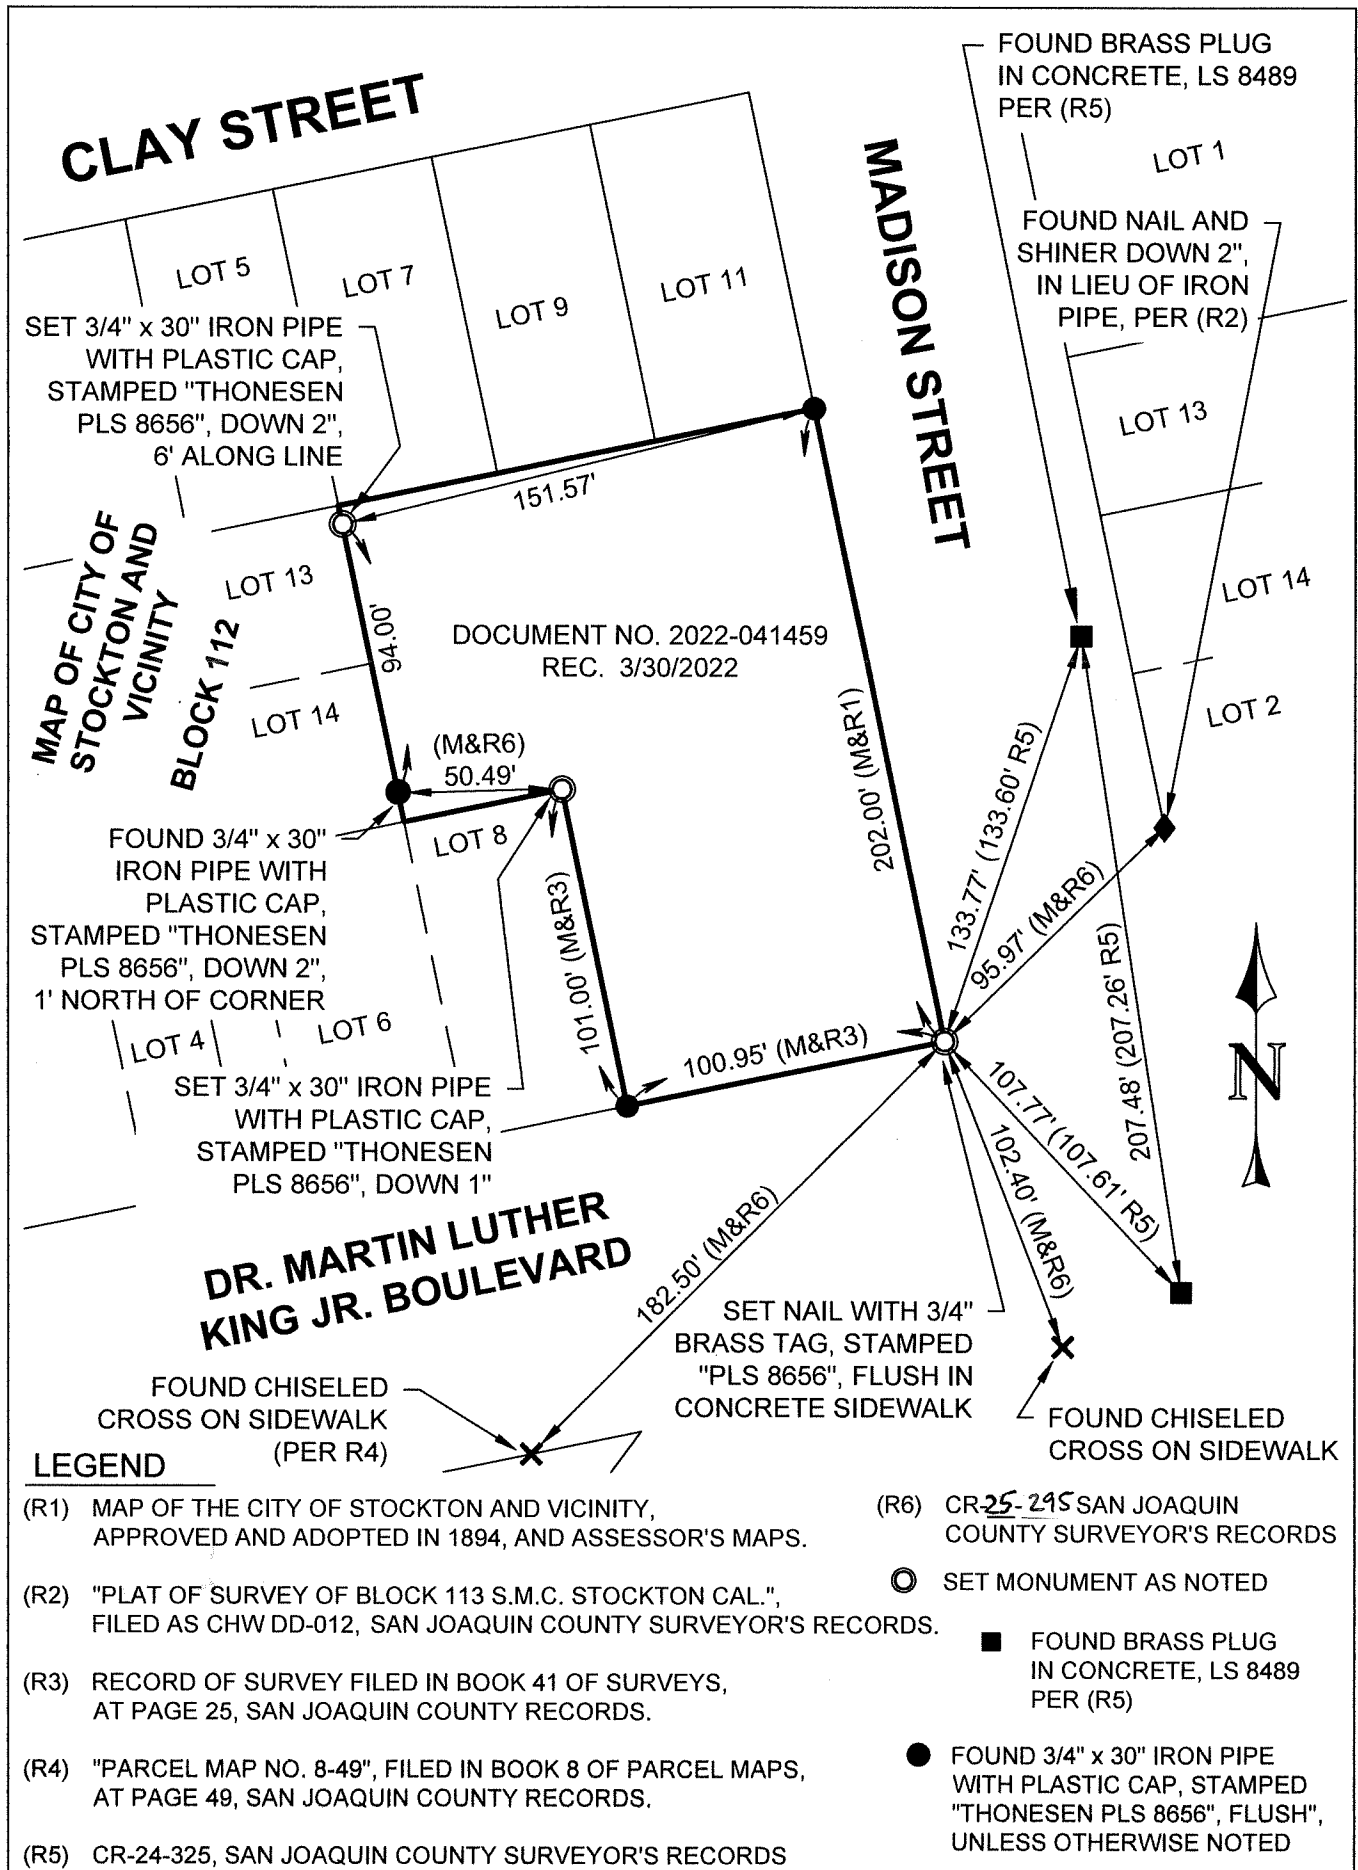 CLAY STREET
MADISON STREET
FOUND BRASS PLUG
IN CONCRETE, LS 8489
PER (R5)
LOT 1
FOUND NAIL AND
SHINER DOWN 2",
IN LIEU OF IRON
PIPE, PER (R2)
LOT 5
LOT 7
LOT 9
LOT 11
SET 3/4" x 30" IRON PIPE
WITH PLASTIC CAP,
STAMPED "THONESEN
PLS 8656", DOWN 2",
6' ALONG LINE
LOT 13
151.57'
MAP OF CITY OF
STOCKTON AND
VICINITY
BLOCK 112
LOT 13
94.00'
LOT 14
DOCUMENT NO. 2022-041459
REC. 3/30/2022
LOT 14
LOT 2
(M&R6)
50.49'
202.00' (M&R1)
133.77' (133.60' R5)
LOT 8
FOUND 3/4" x 30"
IRON PIPE WITH
PLASTIC CAP,
STAMPED "THONESEN
PLS 8656", DOWN 2",
1' NORTH OF CORNER
101.00' (M&R3)
95.97' (M&R6)
207.48' (207.26' R5)
N
LOT 4
LOT 6
100.95' (M&R3)
SET 3/4" x 30" IRON PIPE
WITH PLASTIC CAP,
STAMPED "THONESEN
PLS 8656", DOWN 1"
107.77' (107.61' R5)
102.40' (M&R6)
182.50' (M&R6)
DR. MARTIN LUTHER
KING JR. BOULEVARD
SET NAIL WITH 3/4"
BRASS TAG, STAMPED
"PLS 8656", FLUSH IN
CONCRETE SIDEWALK
FOUND CHISELED
CROSS ON SIDEWALK
(PER R4)
FOUND CHISELED
CROSS ON SIDEWALK
LEGEND
(R1) MAP OF THE CITY OF STOCKTON AND VICINITY,
APPROVED AND ADOPTED IN 1894, AND ASSESSOR'S MAPS.
(R2) "PLAT OF SURVEY OF BLOCK 113 S.M.C. STOCKTON CAL.",
FILED AS CHW DD-012, SAN JOAQUIN COUNTY SURVEYOR'S RECORDS.
(R3) RECORD OF SURVEY FILED IN BOOK 41 OF SURVEYS,
AT PAGE 25, SAN JOAQUIN COUNTY RECORDS.
(R4) "PARCEL MAP NO. 8-49", FILED IN BOOK 8 OF PARCEL MAPS,
AT PAGE 49, SAN JOAQUIN COUNTY RECORDS.
(R5) CR-24-325, SAN JOAQUIN COUNTY SURVEYOR'S RECORDS
(R6) CR-25-295 SAN JOAQUIN
COUNTY SURVEYOR'S RECORDS
SET MONUMENT AS NOTED
FOUND BRASS PLUG
IN CONCRETE, LS 8489
PER (R5)
FOUND 3/4" x 30" IRON PIPE
WITH PLASTIC CAP, STAMPED
"THONESEN PLS 8656", FLUSH",
UNLESS OTHERWISE NOTED